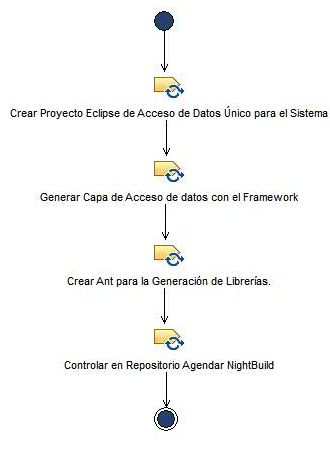 Crear Proyecto Eclipse de Acceso de Datos Único para el Sistema
Generar Capa de Acceso de datos con el Framework
Crear Ant para la Generación de Librerías.
Controlar en Repositorio Agendar NightBuild